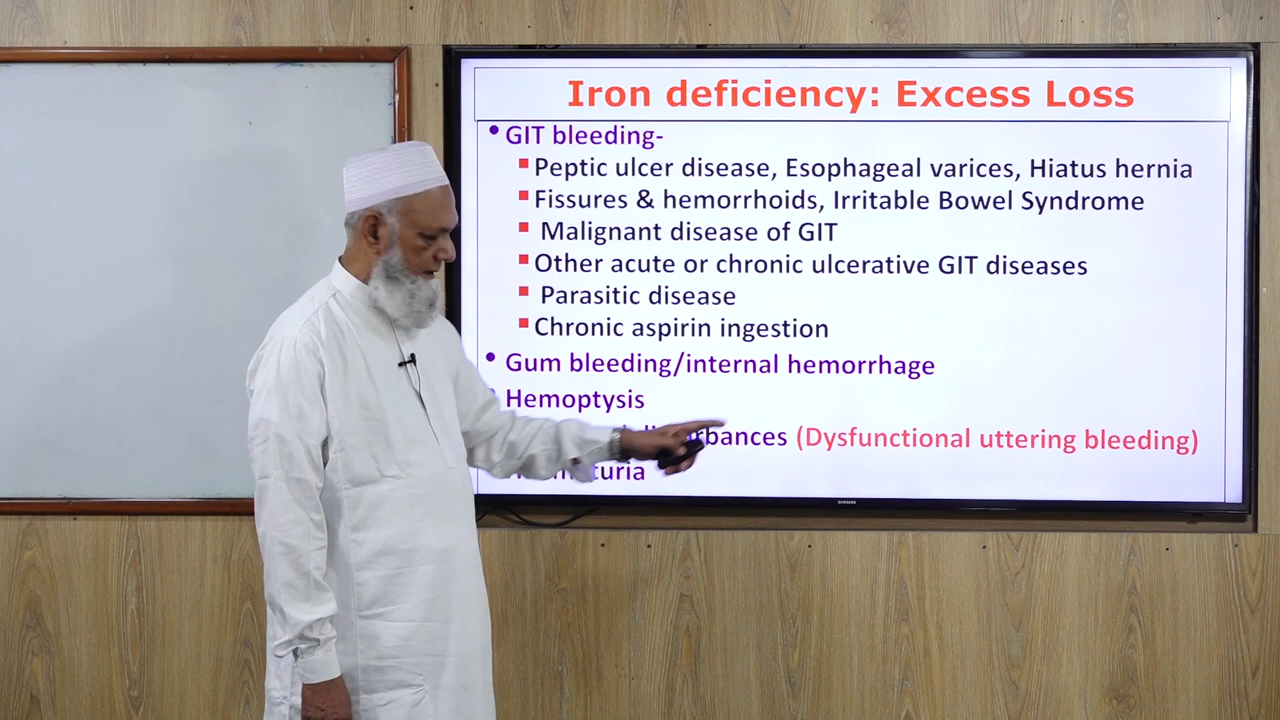 Iron deficiency: Excess Loss
• GIT bleeding-
▪ Peptic ulcer disease, Esophageal varices, Hiatus hernia
▪ Fissures & hemorrhoids, Irritable Bowel Syndrome
▪ Malignant disease of GIT
▪ Other acute or chronic ulcerative GIT diseases
▪ Parasitic disease
▪ Chronic aspirin ingestion
• Gum bleeding/internal hemorrhage
Hemoptysis
(Dysfunctional uttering bleeding)
SAMSUNG